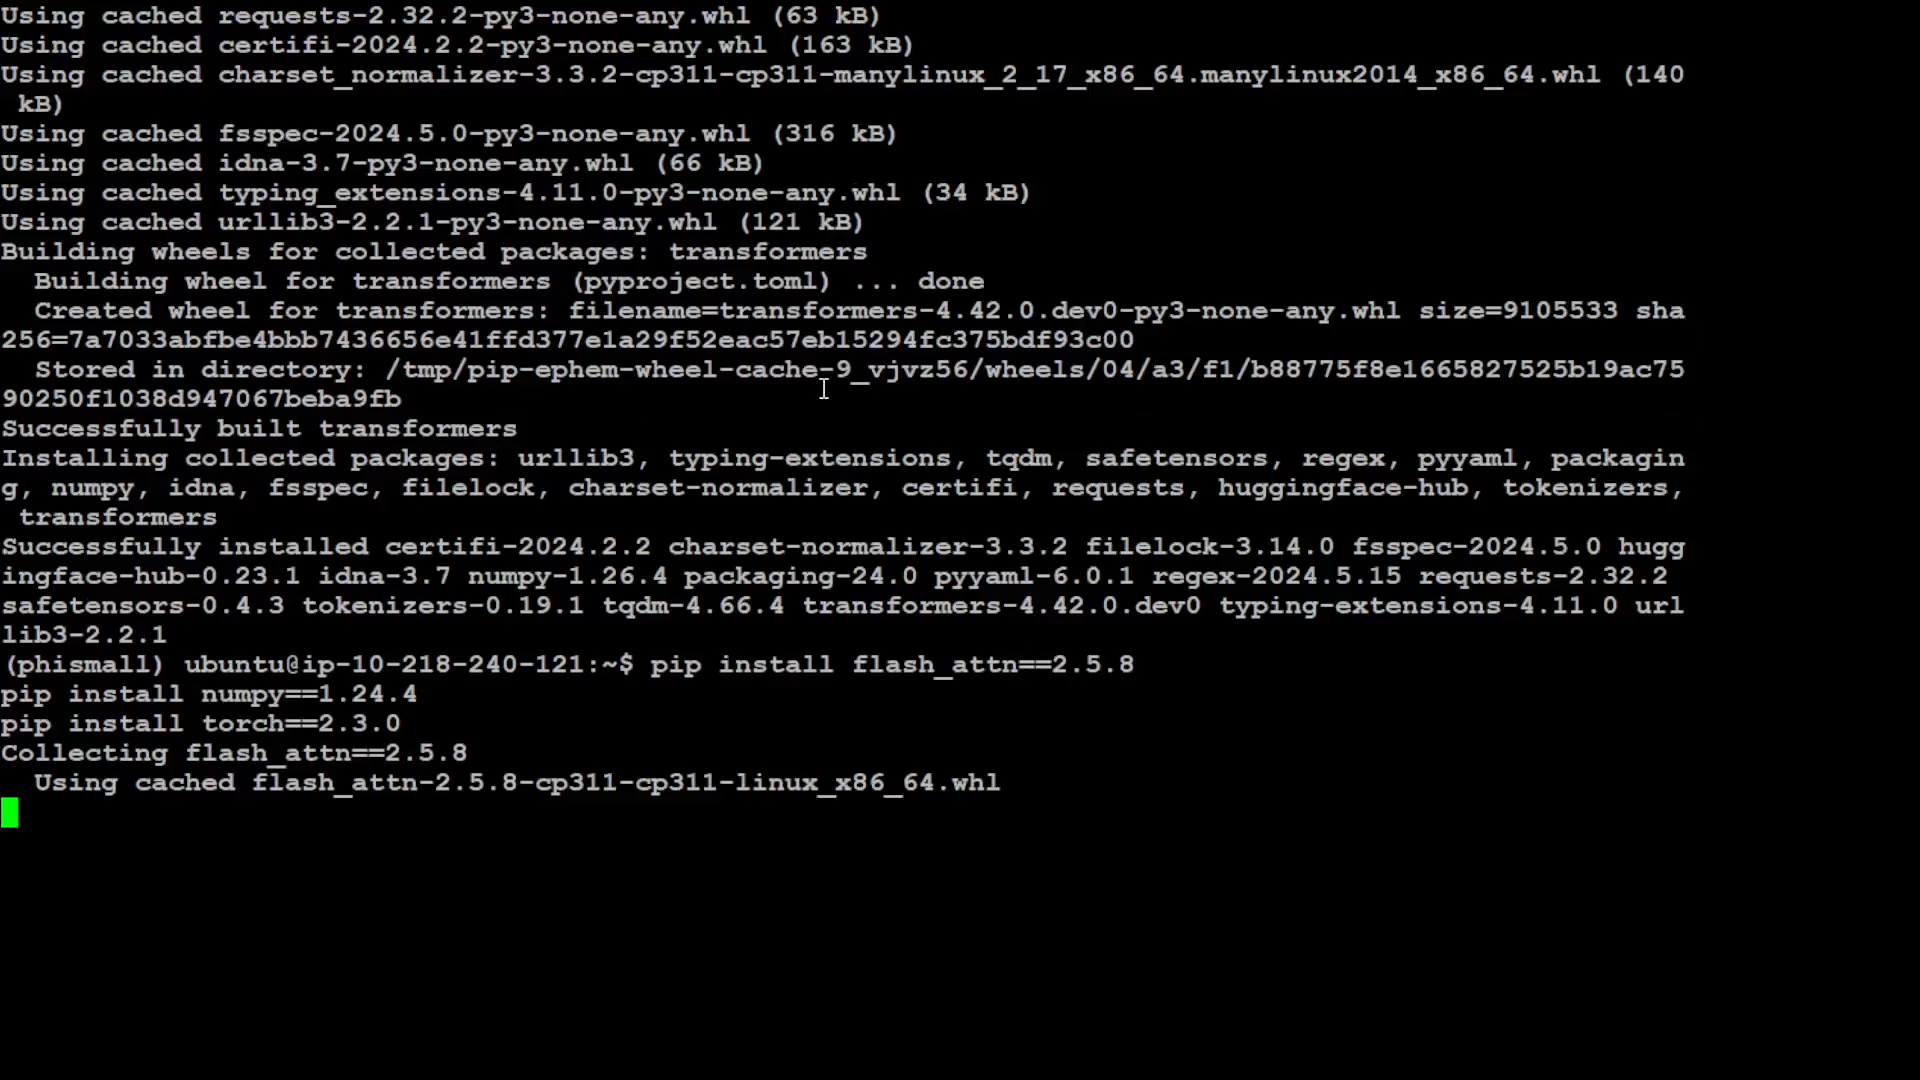 Using cached requests-2.32.2-py3-none-any.whl (63 kB)
Using cached certifi-2024.2.2-py3-none-any.whl (163 kB)
Using cached charset_normalizer-3.3.2-cp311-cp311-manylinux_2_17_x86_64.manylinux2014_x86_64.whl (140
 kB)
Using cached fsspec-2024.5.0-py3-none-any.whl (316 kB)
Using cached idna-3.7-py3-none-any.whl (66 kB)
Using cached typing_extensions-4.11.0-py3-none-any.whl (34 kB)
Using cached urllib3-2.2.1-py3-none-any.whl (121 kB)
Building wheels for collected packages: transformers
  Building wheel for transformers (pyproject.toml) ... done
  Created wheel for transformers: filename=transformers-4.42.0.dev0-py3-none-any.whl size=9105533 sha
256=7a7033abfbe4bbb7436656e41ffd377e1a29f52eac57eb15294fc375bdf93c00
  Stored in directory: /tmp/pip-ephem-wheel-cache-9_vjvz56/wheels/04/a3/f1/b88775f8e1665827525b19ac75
90250f1038d947067beba9fb
Successfully built transformers
Installing collected packages: urllib3, typing-extensions, tqdm, safetensors, regex, pyyaml, packagin
g, numpy, idna, fsspec, filelock, charset-normalizer, certifi, requests, huggingface-hub, tokenizers,
 transformers
Successfully installed certifi-2024.2.2 charset-normalizer-3.3.2 filelock-3.14.0 fsspec-2024.5.0 hugg
ingface-hub-0.23.1 idna-3.7 numpy-1.26.4 packaging-24.0 pyyaml-6.0.1 regex-2024.5.15 requests-2.32.2
safetensors-0.4.3 tokenizers-0.19.1 tqdm-4.66.4 transformers-4.42.0.dev0 typing-extensions-4.11.0 url
lib3-2.2.1
(phismall) ubuntu@ip-10-218-240-121:~$ pip install flash_attn==2.5.8
pip install numpy==1.24.4
pip install torch==2.3.0
Collecting flash_attn==2.5.8
  Using cached flash_attn-2.5.8-cp311-cp311-linux_x86_64.whl